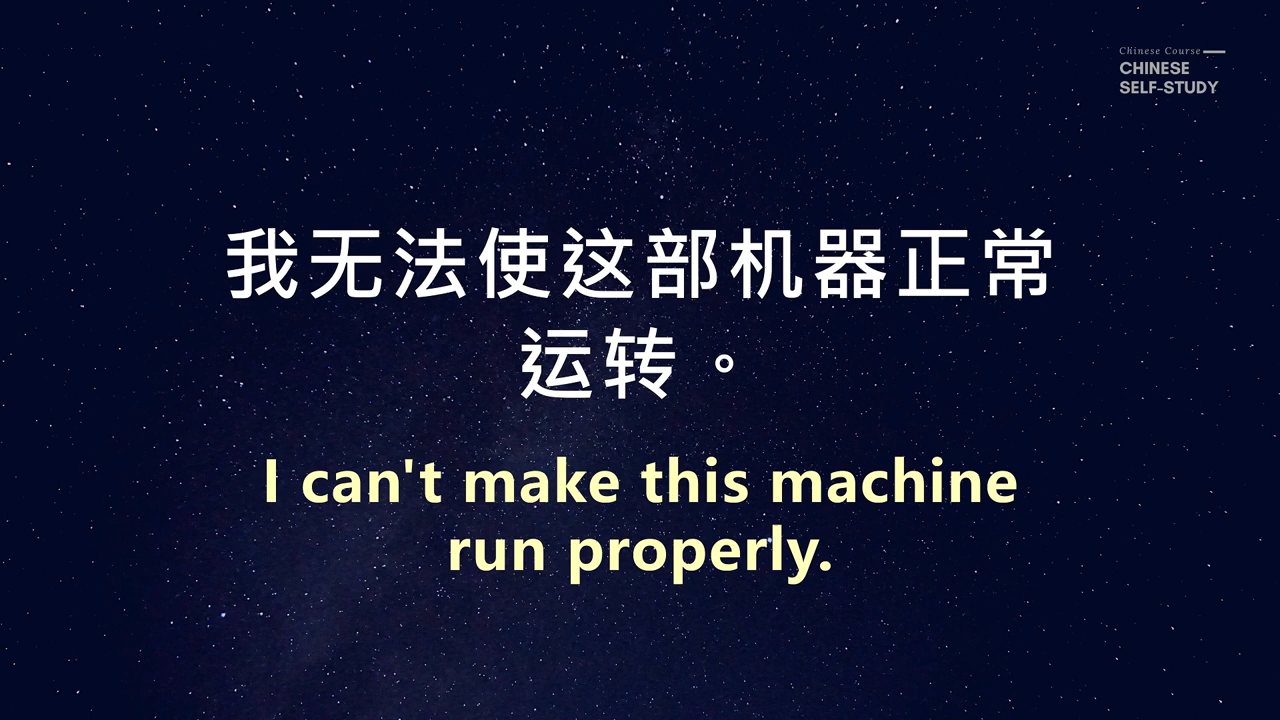 Chinese Course
CHINESE
SELF-STUDY
我无法使这部机器正常
运转。
I can't make this machine
run properly.